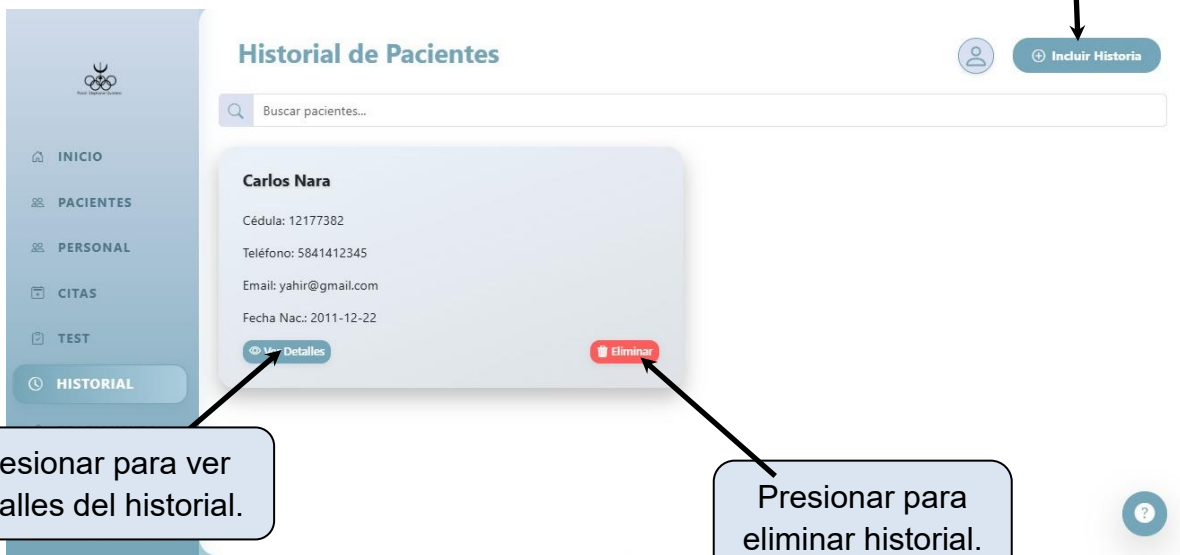 Historial de Pacientes
Incluir Historia
Buscar pacientes...
INICIO
PACIENTES
PERSONAL
CITAS
TEST
HISTORIAL
Carlos Nara
Cédula: 12177382
Teléfono: 5841412345
Email: yahir@gmail.com
Fecha Nac.: 2011-12-22
Ver Detalles
Eliminar
esionar para ver
alles del historial.
Presionar para
eliminar historial.
?